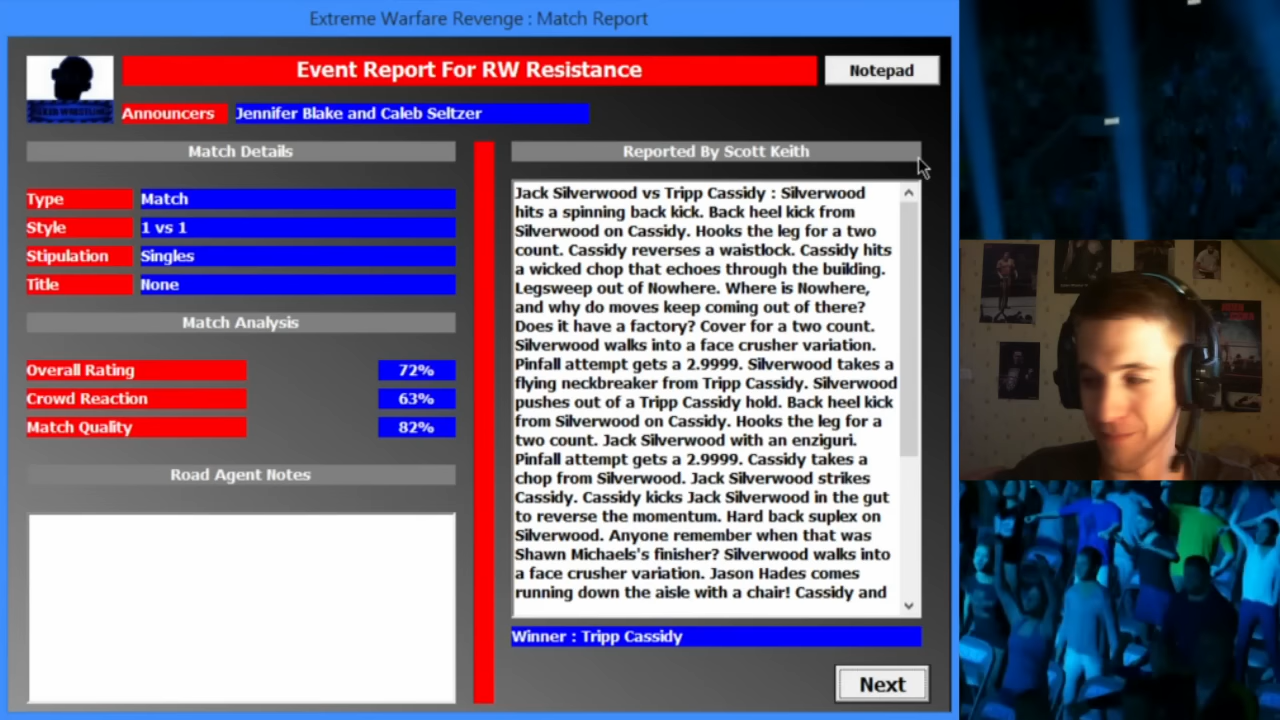 Extreme Warfare Revenge : Match Report
Event Report For RW Resistance
Notepad
Announcers
Jennifer Blake and Caleb Seltzer
Match Details
Type
Match
Style
1 vs 1
Stipulation
Singles
Title
None
Match Analysis
Overall Rating
72%
Crowd Reaction
63%
Match Quality
82%
Road Agent Notes
Reported By Scott Keith
Jack Silverwood vs Tripp Cassidy : Silverwood
hits a spinning back kick. Back heel kick from
Silverwood on Cassidy. Hooks the leg for a two
count. Cassidy reverses a waistlock. Cassidy hits
a wicked chop that echoes through the building.
Legsweep out of Nowhere. Where is Nowhere,
and why do moves keep coming out of there?
Does it have a factory? Cover for a two count.
Silverwood walks into a face crusher variation.
Pinfall attempt gets a 2.9999. Silverwood takes a
flying neckbreaker from Tripp Cassidy. Silverwood
pushes out of a Tripp Cassidy hold. Back heel kick
from Silverwood on Cassidy. Hooks the leg for a
two count. Jack Silverwood with an enziguri.
Pinfall attempt gets a 2.9999. Cassidy takes a
chop from Silverwood. Jack Silverwood strikes
Cassidy. Cassidy kicks Jack Silverwood in the gut
to reverse the momentum. Hard back suplex on
Silverwood. Anyone remember when that was
Shawn Michaels's finisher? Silverwood walks into
a face crusher variation. Jason Hades comes
running down the aisle with a chair! Cassidy and
Winner : Tripp Cassidy
Next